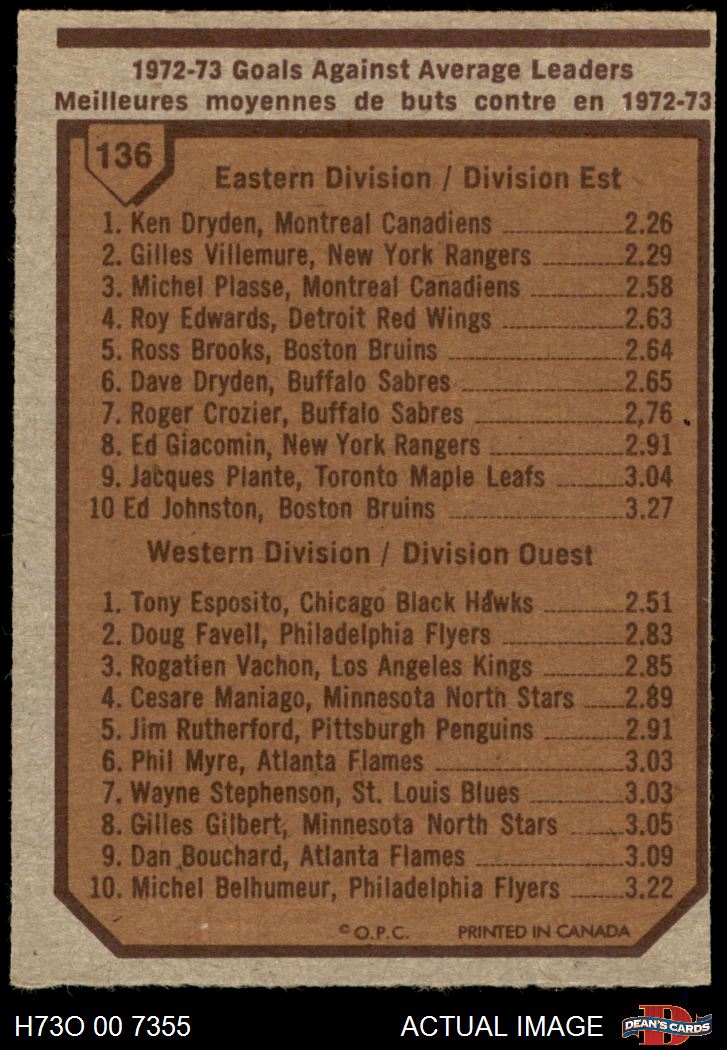 1972-73 Goals Against Average Leaders
Meilleures moyennes de buts contre en 1972-73
136
Eastern Division / Division Est
1. Ken Dryden, Montreal Canadiens 2.26
2. Gilles Villemure, New York Rangers 2.29
3. Michel Plasse, Montreal Canadiens 2.58
4. Roy Edwards, Detroit Red Wings 2.63
5. Ross Brooks, Boston Bruins 2.64
6. Dave Dryden, Buffalo Sabres 2.65
7. Roger Crozier, Buffalo Sabres 2,76
8. Ed Giacomin, New York Rangers 2.91
9. Jacques Plante, Toronto Maple Leafs 3.04
10 Ed Johnston, Boston Bruins 3.27
Western Division / Division Ouest
1. Tony Esposito, Chicago Black Hawks 2.51
2. Doug Favell, Philadelphia Flyers 2.83
3. Rogatien Vachon, Los Angeles Kings 2.85
4. Cesare Maniago, Minnesota North Stars 2.89
5. Jim Rutherford, Pittsburgh Penguins 2.91
6. Phil Myre, Atlanta Flames 3.03
7. Wayne Stephenson, St. Louis Blues 3.03
8. Gilles Gilbert, Minnesota North Stars 3.05
9. Dan Bouchard, Atlanta Flames 3.09
10. Michel Belhumeur, Philadelphia Flyers 3.22
© O.P.C. PRINTED IN CANADA
H73O 00 7355 ACTUAL IMAGE D DEAN'S CARDS